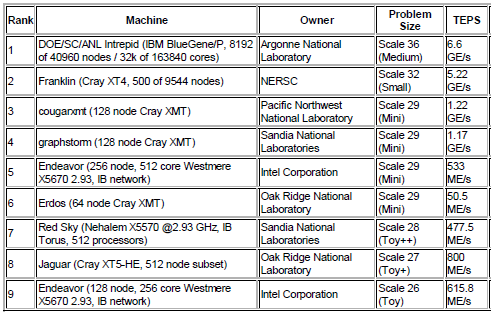 Rank Machine Owner Problem Size TEPS
1 DOE/SC/ANL Intrepid (IBM BlueGene/P, 8192 of 40960 nodes / 32k of 163840 cores) Argonne National Laboratory Scale 36 (Medium) 6.6 GE/s
2 Franklin (Cray XT4, 500 of 9544 nodes) NERSC Scale 32 (Small) 5.22 GE/s
3 cougarxmt (128 node Cray XMT) Pacific Northwest National Laboratory Scale 29 (Mini) 1.22 GE/s
4 graphstorm (128 node Cray XMT) Sandia National Laboratories Scale 29 (Mini) 1.17 GE/s
5 Endeavor (256 node, 512 core Westmere X5670 2.93, IB network) Intel Corporation Scale 29 (Mini) 533 ME/s
6 Erdos (64 node Cray XMT) Oak Ridge National Laboratory Scale 29 (Mini) 50.5 ME/s
7 Red Sky (Nehalem X5570 @2.93 GHz, IB Torus, 512 processors) Sandia National Laboratories Scale 28 (Toy++) 477.5 ME/s
8 Jaguar (Cray XT5-HE, 512 node subset) Oak Ridge National Laboratory Scale 27 (Toy+) 800 ME/s
9 Endeavor (128 node, 256 core Westmere X5670 2.93, IB network) Intel Corporation Scale 26 (Toy) 615.8 ME/s